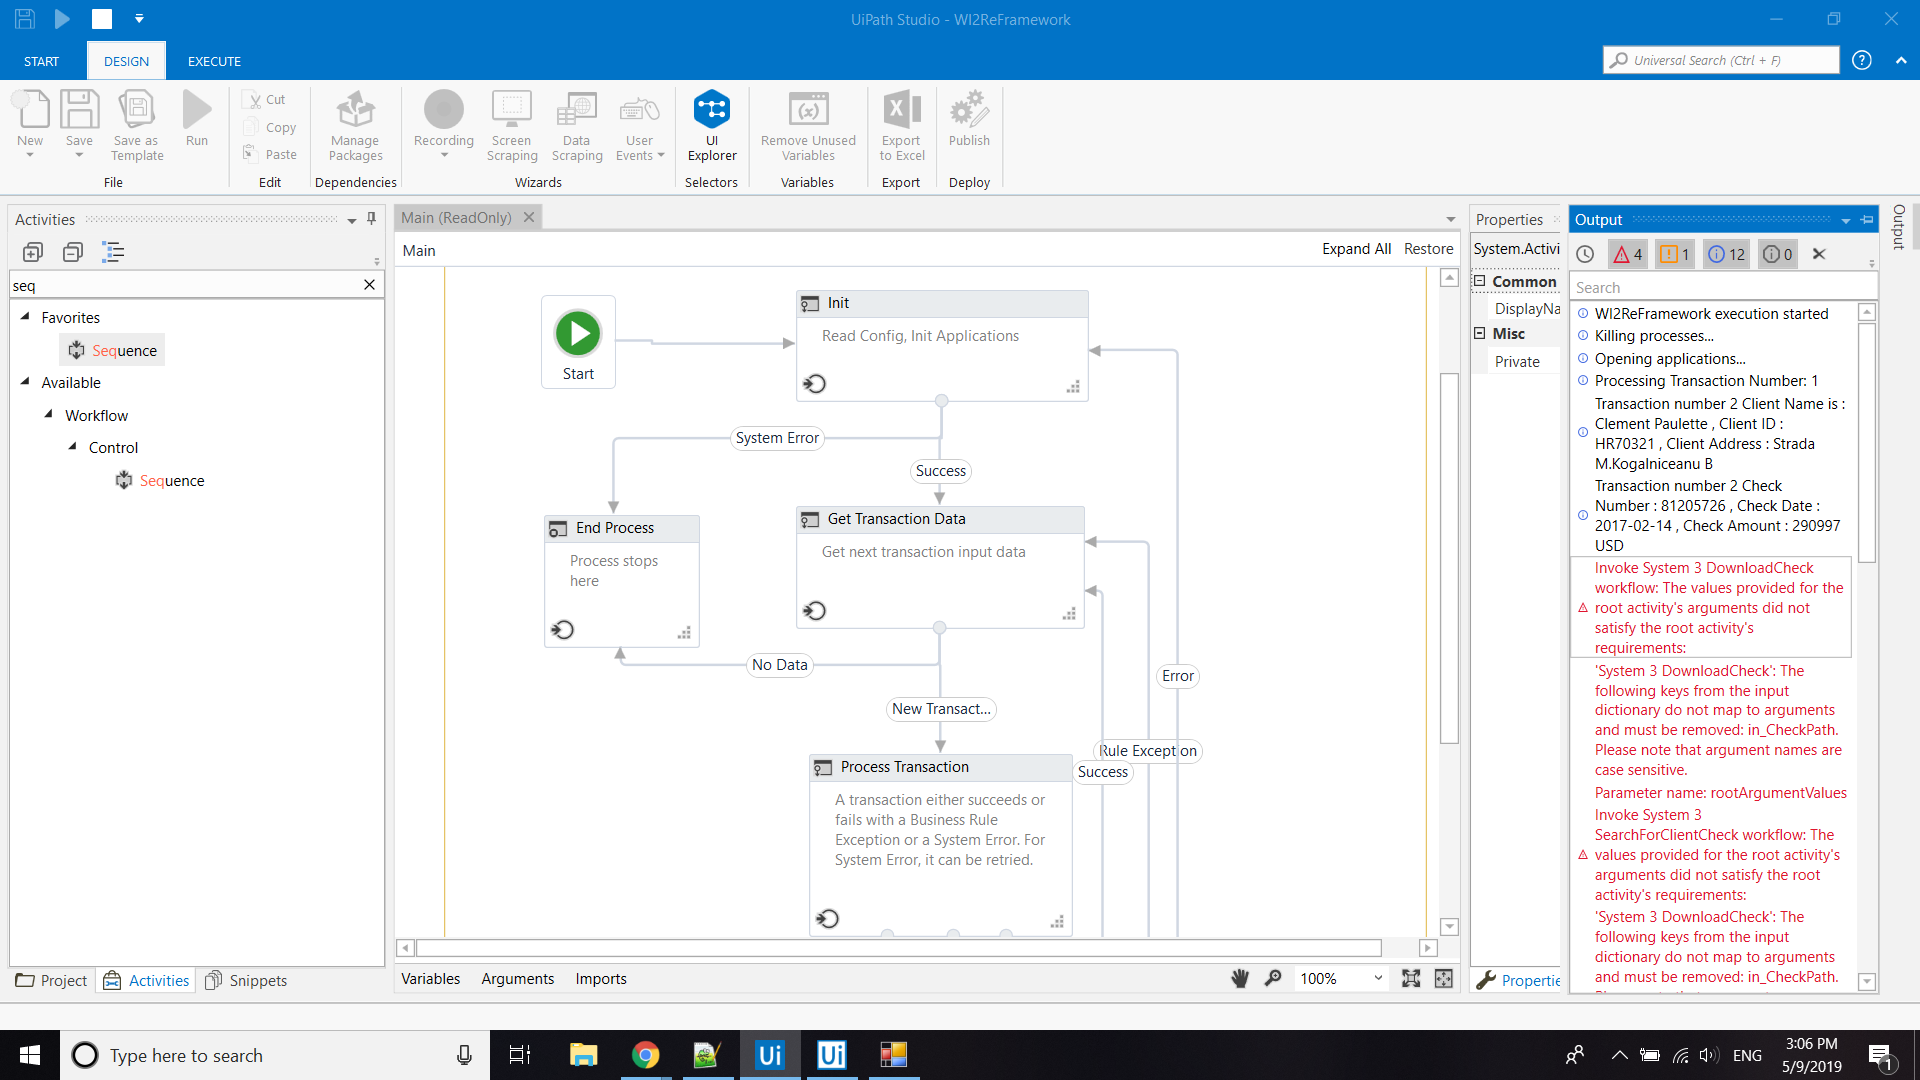 UiPath Studio - WI2ReFramework
START
DESIGN
EXECUTE
Universal Search (Ctrl + F)
New
Save
Save as
Template
Run
File
Cut
Copy
Paste
Edit
Manage
Packages
Dependencies
Recording
Screen
Scraping
Data
Scraping
User
Events
Wizards
UI
Explorer
Selectors
Remove Unused
Variables
Variables
Export
to Excel
Export
Publish
Deploy
Activities
seq
Favorites
Sequence
Available
Workflow
Control
Sequence
Project
Activities
Snippets
Main (ReadOnly)
Main
Expand All
Restore
Start
Init
Read Config, Init Applications
System Error
Success
End Process
Process stops
here
Get Transaction Data
Get next transaction input data
No Data
New Transact...
Error
Rule Exception
Success
Process Transaction
A transaction either succeeds or
fails with a Business Rule
Exception or a System Error. For
System Error, it can be retried.
Variables
Arguments
Imports
100%
Properties
System.Activi
Common
DisplayNa
Misc
Private
Propertie
Output
4
1
12
0
Search
WI2ReFramework execution started
Killing processes...
Opening applications...
Processing Transaction Number: 1
Transaction number 2 Client Name is :
Clement Paulette , Client ID :
HR70321 , Client Address : Strada
M.Kogalniceanu B
Transaction number 2 Check
Number : 81205726 , Check Date :
2017-02-14 , Check Amount : 290997
USD
Invoke System 3 DownloadCheck
workflow: The values provided for the
root activity's arguments did not
satisfy the root activity's
requirements:
'System 3 DownloadCheck': The
following keys from the input
dictionary do not map to arguments
and must be removed: in_CheckPath.
Please note that argument names are
case sensitive.
Parameter name: rootArgumentValues
Invoke System 3
SearchForClientCheck workflow: The
values provided for the root activity's
arguments did not satisfy the root
activity's requirements:
'System 3 DownloadCheck': The
following keys from the input
dictionary do not map to arguments
and must be removed: in_CheckPath.
Output
Type here to search
Ui
Ui
ENG
3:06 PM
5/9/2019
1